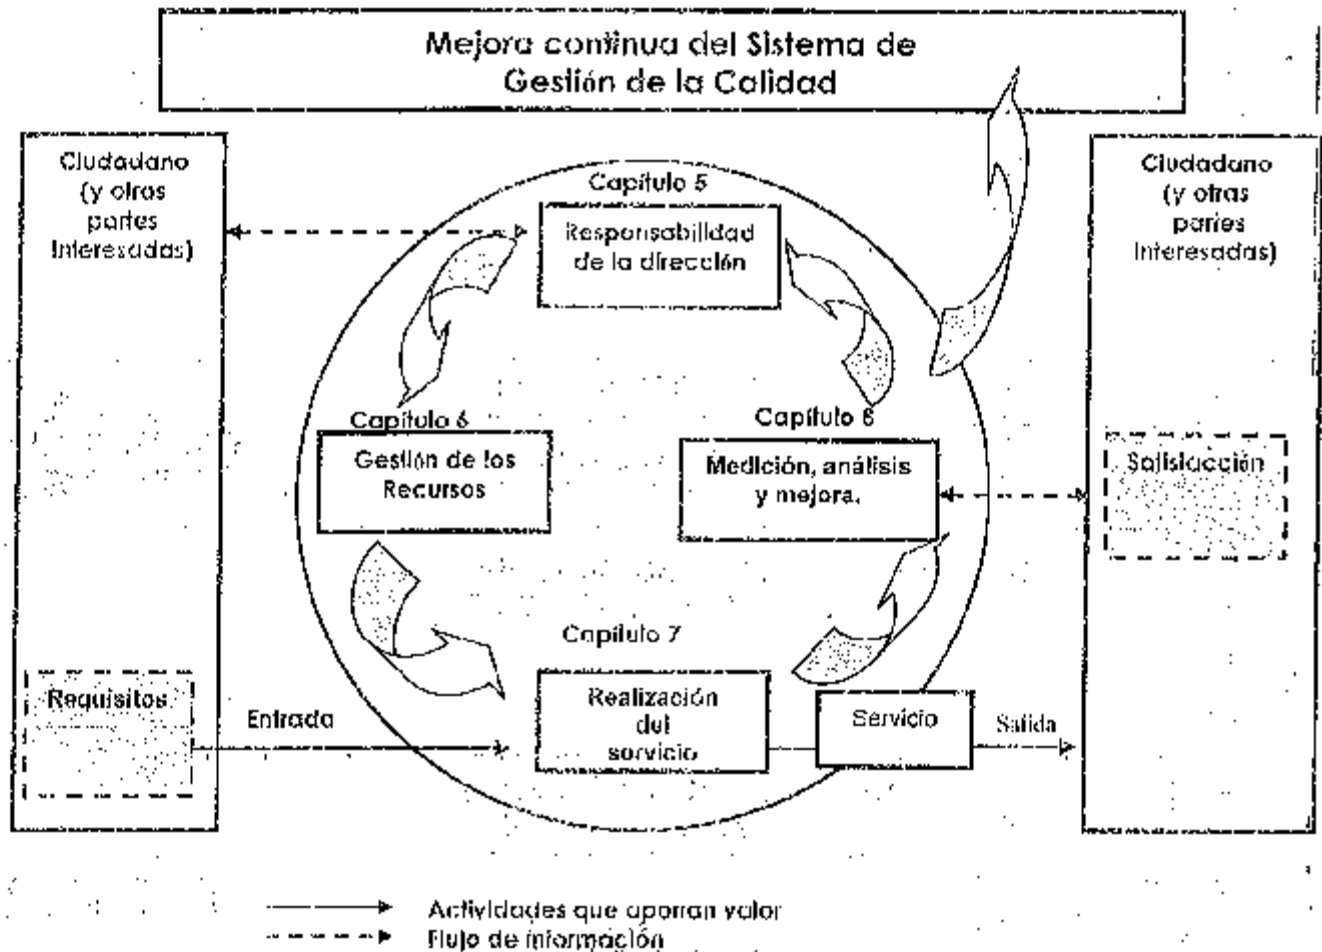 Mejora continua del Sistema de
Gestión de la Calidad
Ciudadano
(y otras
partes
Interesadas)
Capítulo 5
Responsabilidad
de la dirección
Ciudadano
(y otras
partes
Interesadas)
Capítulo 6
Gestión de los
Recursos
Capítulo 8
Medición, análisis
y mejora.
Satisfacción
Capítulo 7
Requisitos
Entrada
Realización
del
servicio
Servicio
Salida
Actividades que aportan valor
Flujo de información